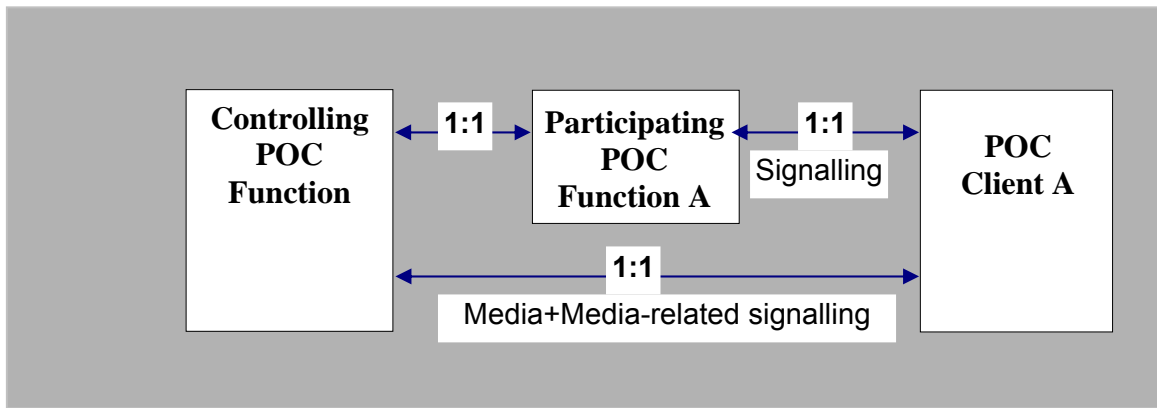 Controlling
POC
Function
1:1
Participating
POC
Function A
1:1
Signalling
POC
Client A
1:1
Media+Media-related signalling